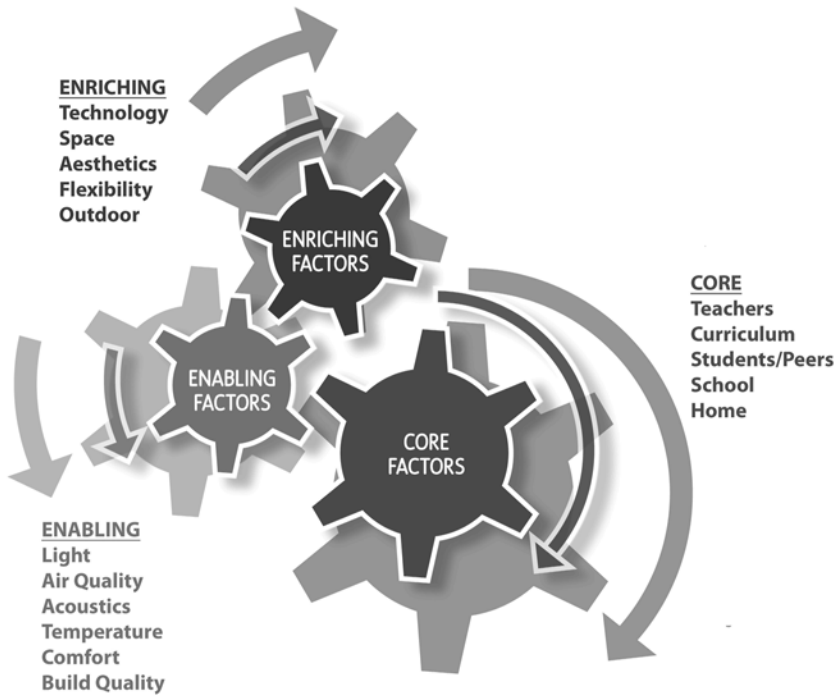 ENRICHING
Technology
Space
Aesthetics
Flexibility
Outdoor
ENRICHING
FACTORS
CORE
Teachers
Curriculum
Students/Peers
School
Home
ENABLING
FACTORS
CORE
FACTORS
ENABLING
Light
Air Quality
Acoustics
Temperature
Comfort
Build Quality